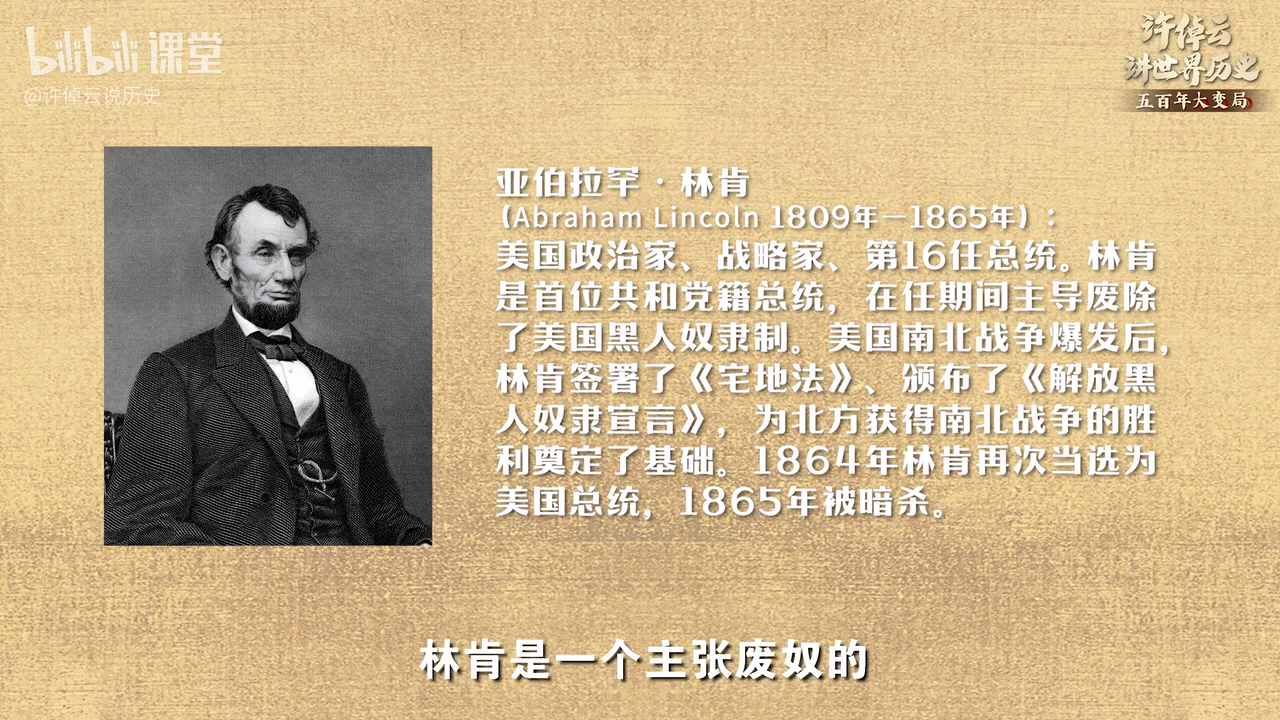 bilibili 课堂
@许倬云说历史
许倬云
讲世界历史
五百年大变局
亚伯拉罕·林肯
(Abraham Lincoln 1809年－1865年)：
美国政治家、战略家、第16任总统。林肯
是首位共和党籍总统，在任期间主导废除
了美国黑人奴隶制。美国南北战争爆发后，
林肯签署了《宅地法》、颁布了《解放黑
人奴隶宣言》，为北方获得南北战争的胜
利奠定了基础。1864年林肯再次当选为
美国总统，1865年被暗杀。
林肯是一个主张废奴的